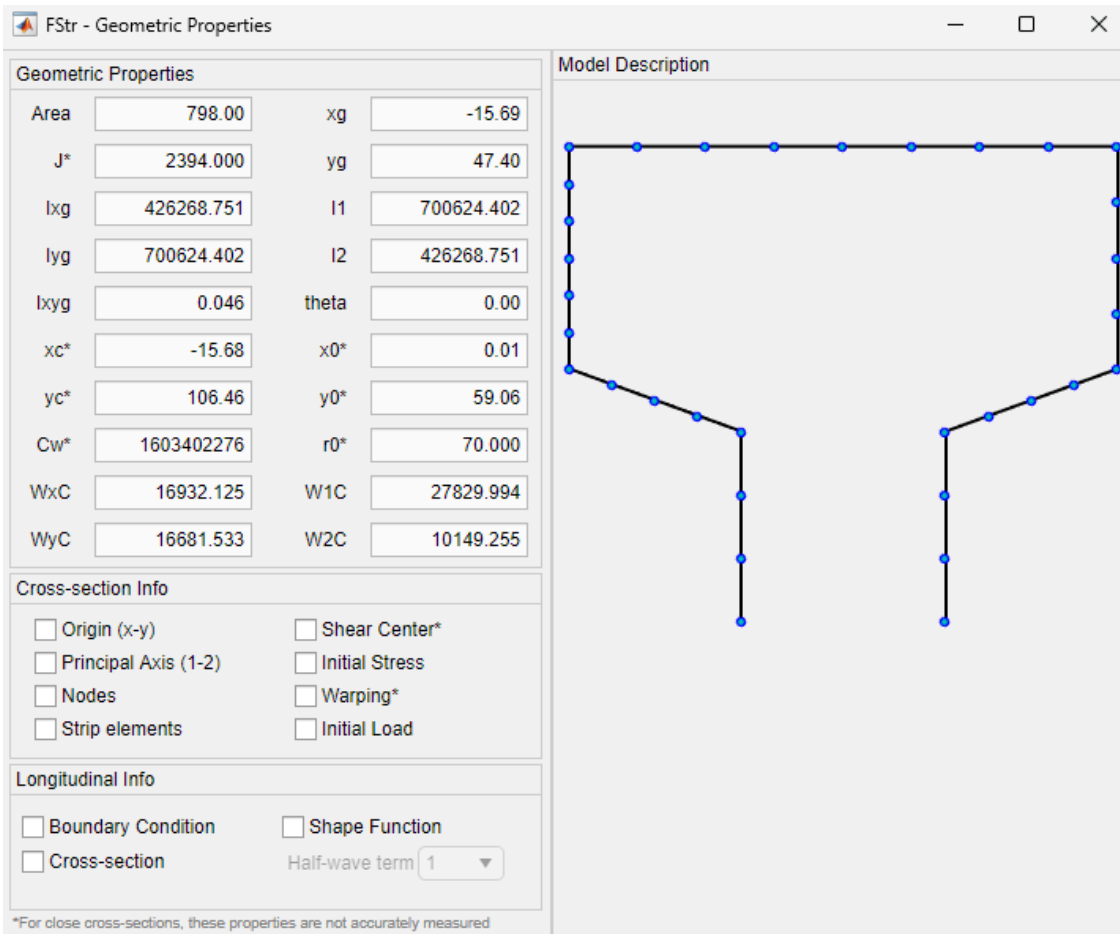 FStr - Geometric Properties
Geometric Properties
Model Description
Area 798.00 xg -15.69
J* 2394.000 yg 47.40
Ixg 426268.751 I1 700624.402
Iyg 700624.402 I2 426268.751
Ixyg 0.046 theta 0.00
xc* -15.68 x0* 0.01
yc* 106.46 y0* 59.06
Cw* 1603402276 r0* 70.000
WxC 16932.125 W1C 27829.994
WyC 16681.533 W2C 10149.255
Cross-section Info
Origin (x-y) Shear Center*
Principal Axis (1-2) Initial Stress
Nodes Warping*
Strip elements Initial Load
Longitudinal Info
Boundary Condition Shape Function
Cross-section Half-wave term 1
*For close cross-sections, these properties are not accurately measured